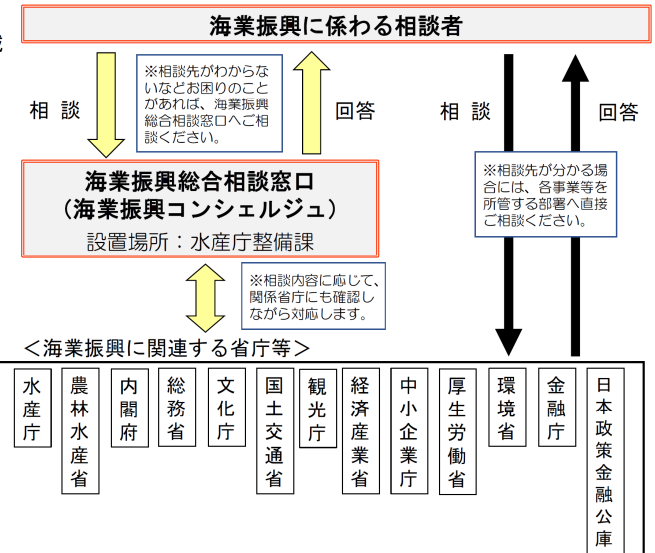 海業振興に係わる相談者
相 談
※相談先がわからな
いなどお困りのこと
があれば、海業振興
総合相談窓口へご相
談ください。
回答
相 談
回答
※相談先が分かる場
合には、各事業等を
所管する部署へ直接
ご相談ください。
海業振興総合相談窓口
（海業振興コンシェルジュ）
設置場所：水産庁整備課
※相談内容に応じて、
関係省庁にも確認し
ながら対応します。
＜海業振興に関連する省庁等＞
水産庁
農林水産省
内閣府
総務省
文化庁
国土交通省
観光庁
経済産業省
中小企業庁
厚生労働省
環境省
金融庁
日本政策金融公庫